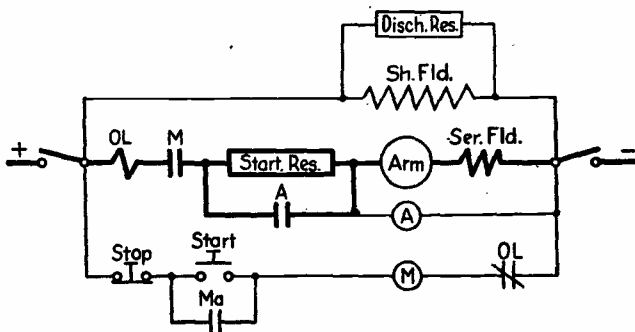 Disch. Res.
Sh. Fld.
+ OL M Start. Res. Arm Ser. Fld. −
A A
Stop Start M OL
Ma